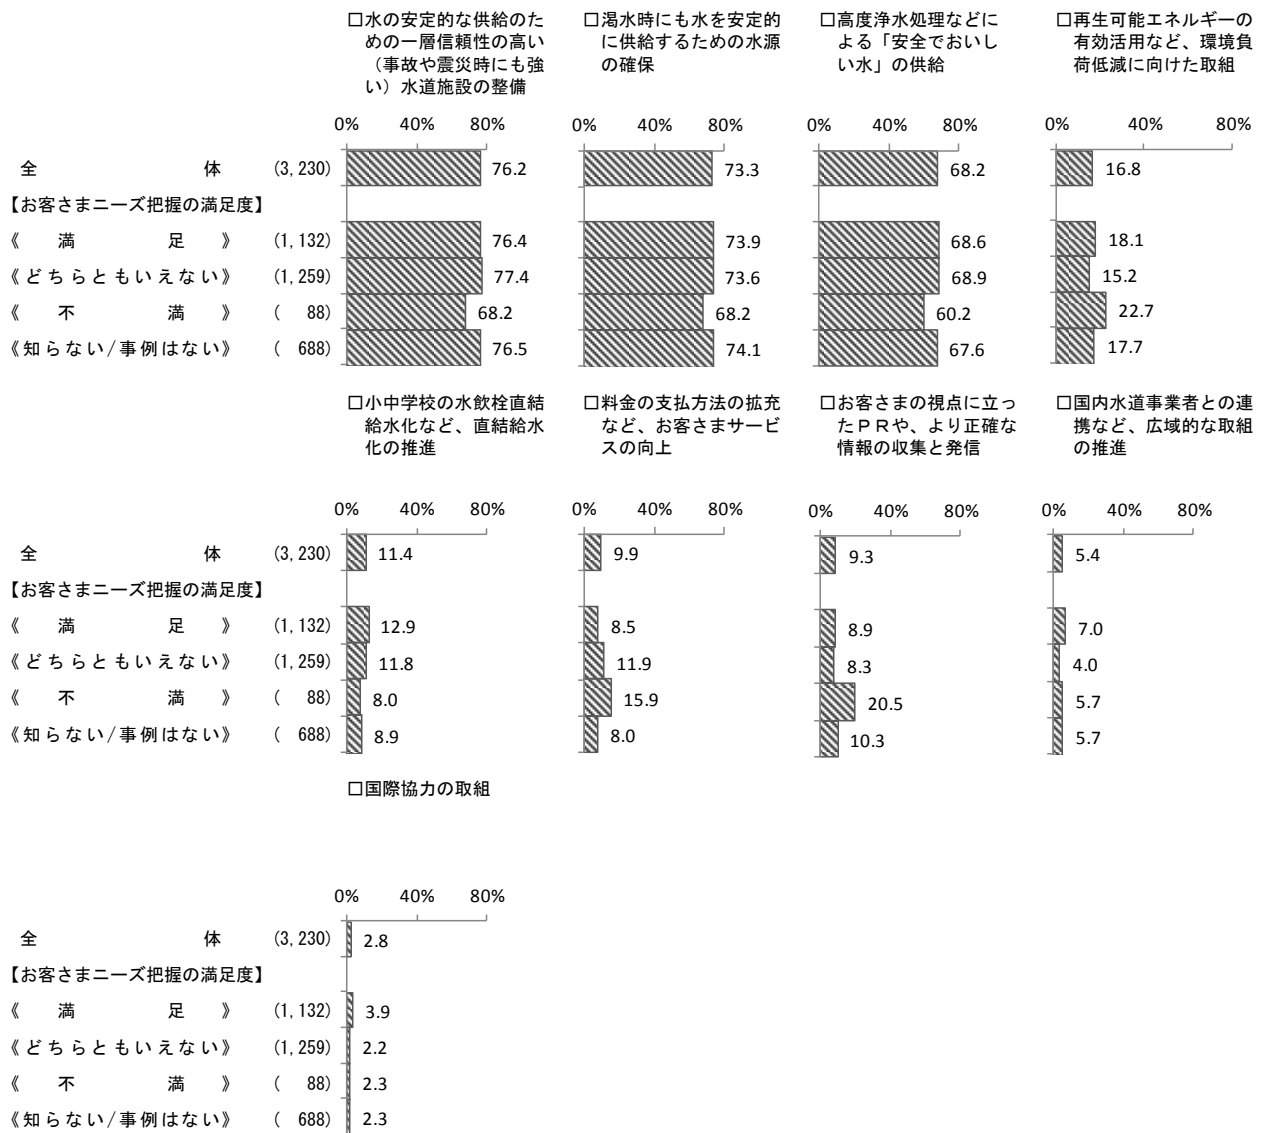 □水の安定的な供給のた
めの一層信頼性の高い
（事故や震災時にも強
い）水道施設の整備
□渇水時にも水を安定的
に供給するための水源
の確保
□高度浄水処理などに
よる「安全でおいし
い水」の供給
□再生可能エネルギーの
有効活用など、環境負
荷低減に向けた取組
0% 40% 80% 0% 40% 80% 0% 40% 80% 0% 40% 80%
全体 (3,230) 76.2 73.3 68.2 16.8
【お客さまニーズ把握の満足度】
《満足》 (1,132) 76.4 73.9 68.6 18.1
《どちらともいえない》 (1,259) 77.4 73.6 68.9 15.2
《不満》 ( 88) 68.2 68.2 60.2 22.7
《知らない/事例はない》 ( 688) 76.5 74.1 67.6 17.7
□小中学校の水飲栓直結
給水化など、直結給水
化の推進
□料金の支払方法の拡充
など、お客さまサービ
スの向上
□お客さまの視点に立っ
たＰＲや、より正確な
情報の収集と発信
□国内水道事業者との連
携など、広域的な取組
の推進
0% 40% 80% 0% 40% 80% 0% 40% 80% 0% 40% 80%
全体 (3,230) 11.4 9.9 9.3 5.4
【お客さまニーズ把握の満足度】
《満足》 (1,132) 12.9 8.5 8.9 7.0
《どちらともいえない》 (1,259) 11.8 11.9 8.3 4.0
《不満》 ( 88) 8.0 15.9 20.5 5.7
《知らない/事例はない》 ( 688) 8.9 8.0 10.3 5.7
□国際協力の取組
0% 40% 80%
全体 (3,230) 2.8
【お客さまニーズ把握の満足度】
《満足》 (1,132) 3.9
《どちらともいえない》 (1,259) 2.2
《不満》 ( 88) 2.3
《知らない/事例はない》 ( 688) 2.3